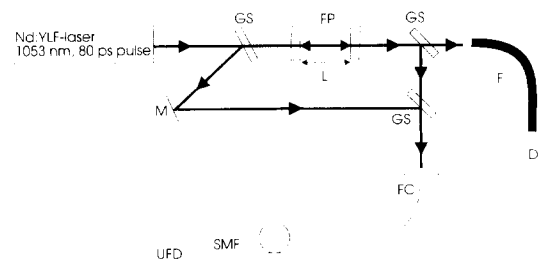 GS
FP
GS
Nd:YLF-laser
1053 nm, 80 ps pulse
L
F
M
GS
D
FC
SMF
UFD